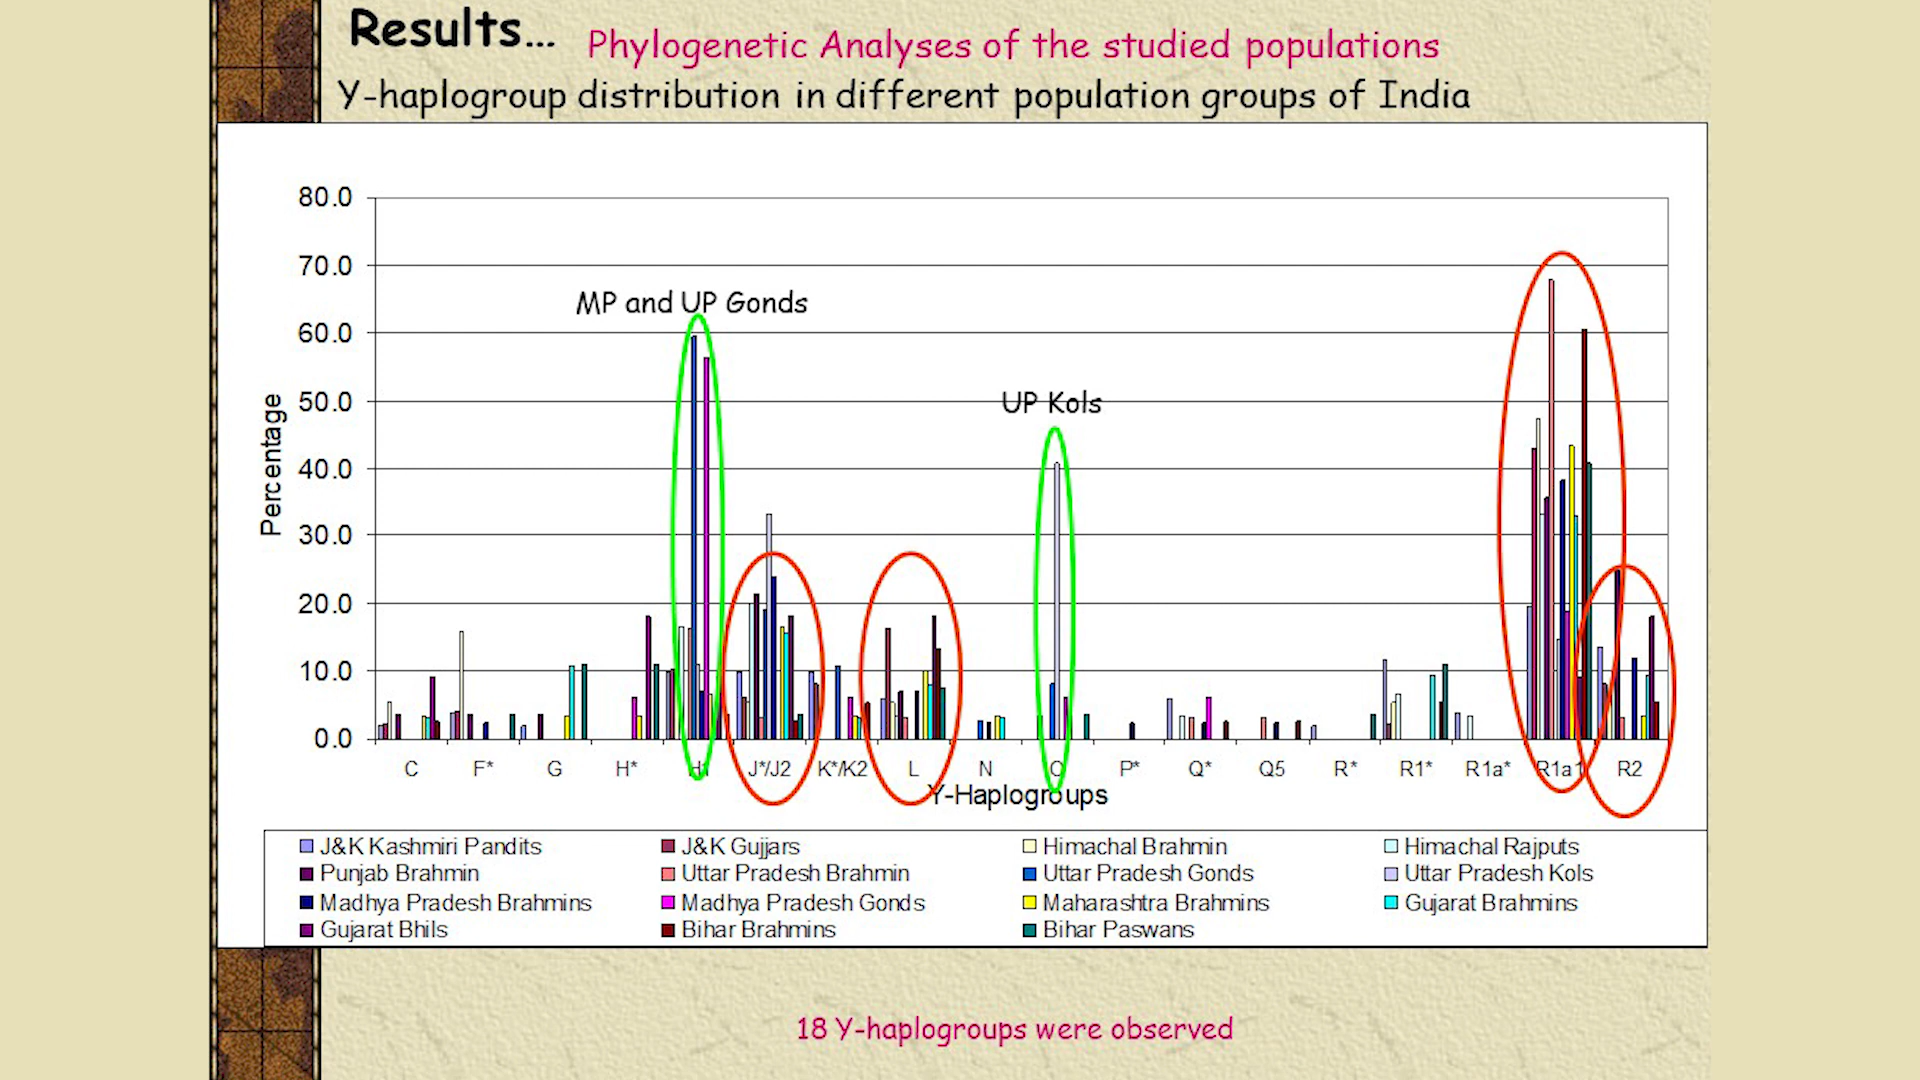 Results...
Phylogenetic Analyses of the studied populations
Y-haplogroup distribution in different population groups of India
80.0
70.0
60.0
50.0
40.0
30.0
20.0
10.0
0.0
Percentage
MP and UP Gonds
UP Kols
C F* G H* H1 J*/J2 K*/K2 L N O P* Q* Q5 R* R1* R1a* R1a1 R2
Y-Haplogroups
J&K Kashmiri Pandits J&K Gujjars Himachal Brahmin Himachal Rajputs
Punjab Brahmin Uttar Pradesh Brahmin Uttar Pradesh Gonds Uttar Pradesh Kols
Madhya Pradesh Brahmins Madhya Pradesh Gonds Maharashtra Brahmins Gujarat Brahmins
Gujarat Bhils Bihar Brahmins Bihar Paswans
18 Y-haplogroups were observed